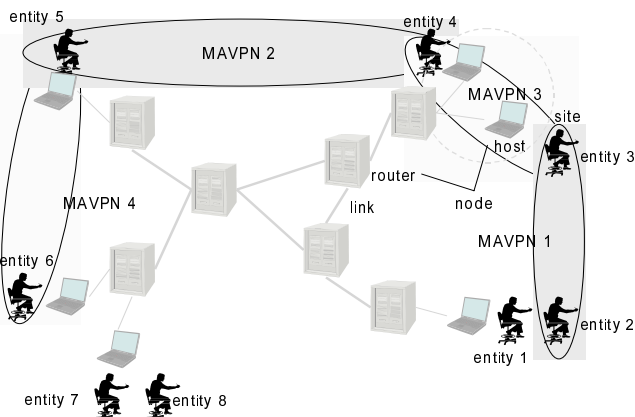 entity 5
entity 4
MAVPN 2
MAVPN 3
site
host
entity 3
router
node
link
MAVPN 4
MAVPN 1
entity 6
entity 2
entity 1
entity 7
entity 8